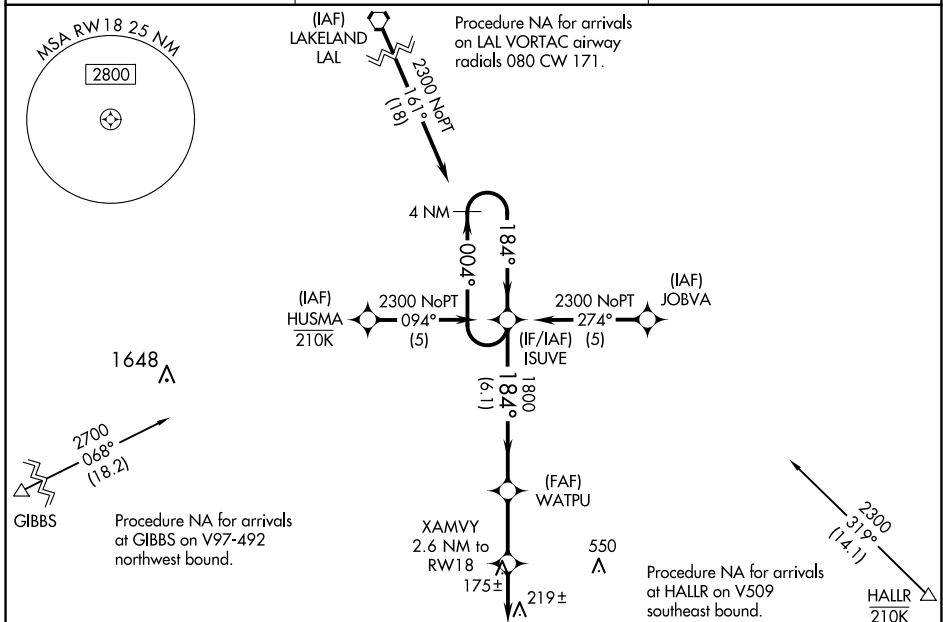 MSA RW18 25 NM
2800
(IAF)
LAKELAND
LAL
Procedure NA for arrivals
on LAL VORTAC airway
radials 080 CW 171.
2300 NoPT
161°
(18)
4 NM
004°
184°
(IAF)
HUSMA
210K
2300 NoPT
094°
(5)
2300 NoPT
274°
(5)
(IAF)
JOBVA
(IF/IAF)
ISUVE
1800
184°
(6.1)
1648
2700
068°
(18.2)
GIBBS
Procedure NA for arrivals
at GIBBS on V97-492
northwest bound.
(FAF)
WATPU
XAMVY
2.6 NM to
RW18
175±
219±
550
Procedure NA for arrivals
at HALLR on V509
southeast bound.
2300
319°
(14.1)
HALLR
210K